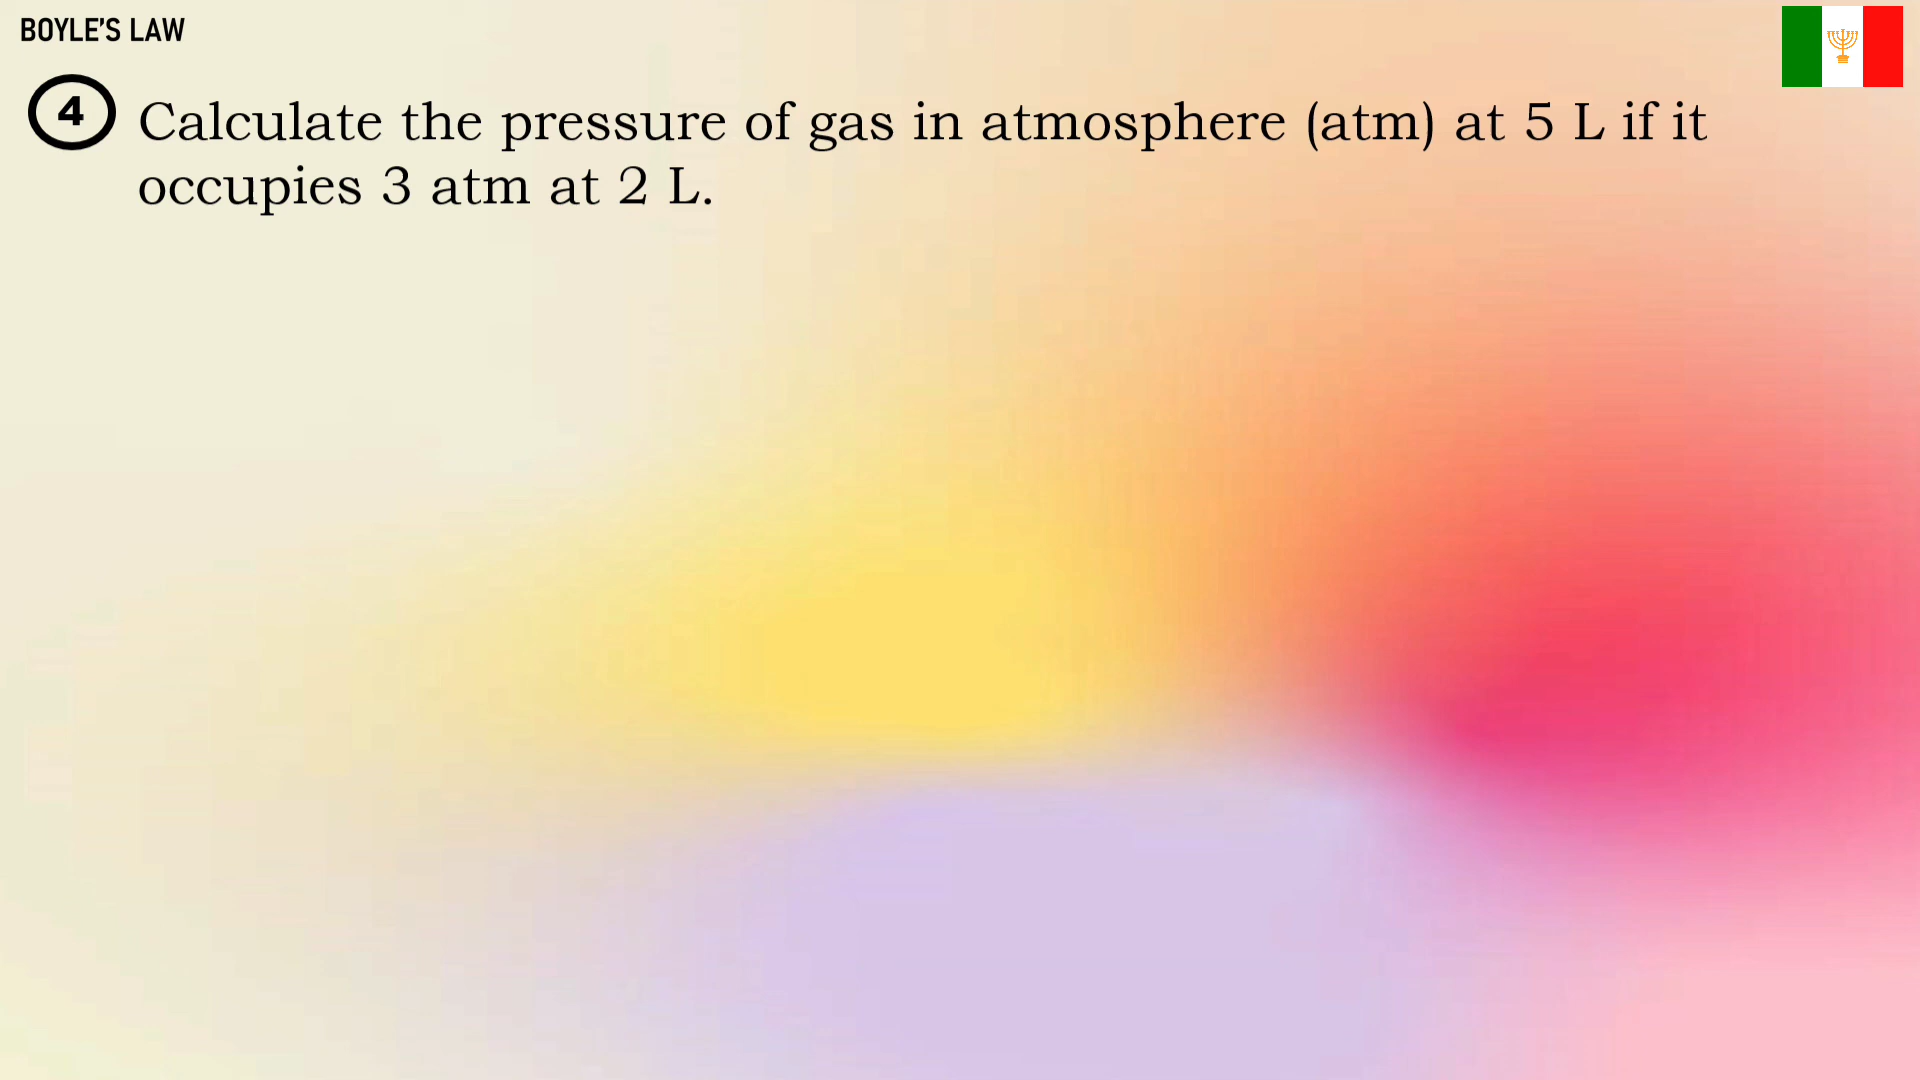 BOYLE'S LAW
4 Calculate the pressure of gas in atmosphere (atm) at 5 L if it
occupies 3 atm at 2 L.